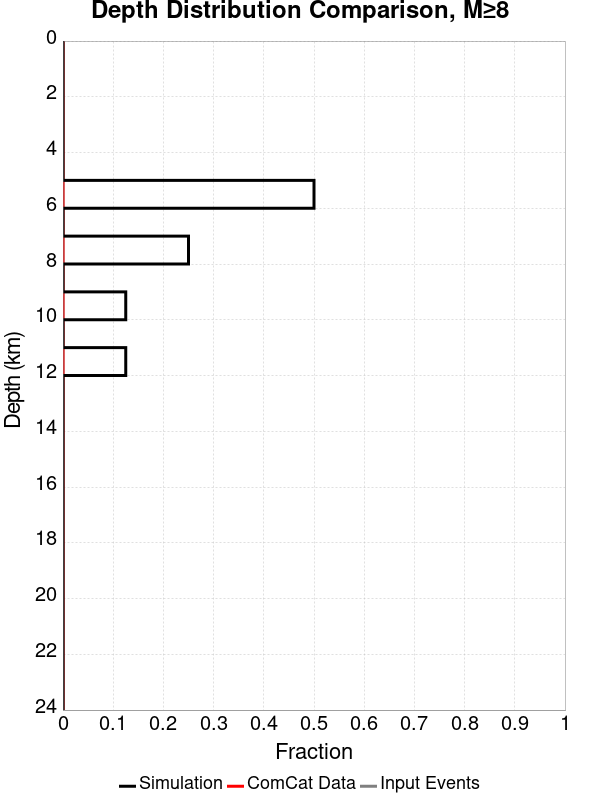 Depth Distribution Comparison, M≥8
0
2
4
6
8
10
12
14
16
18
20
22
24
Depth (km)
0 0.1 0.2 0.3 0.4 0.5 0.6 0.7 0.8 0.9 1
Fraction
Simulation ComCat Data Input Events